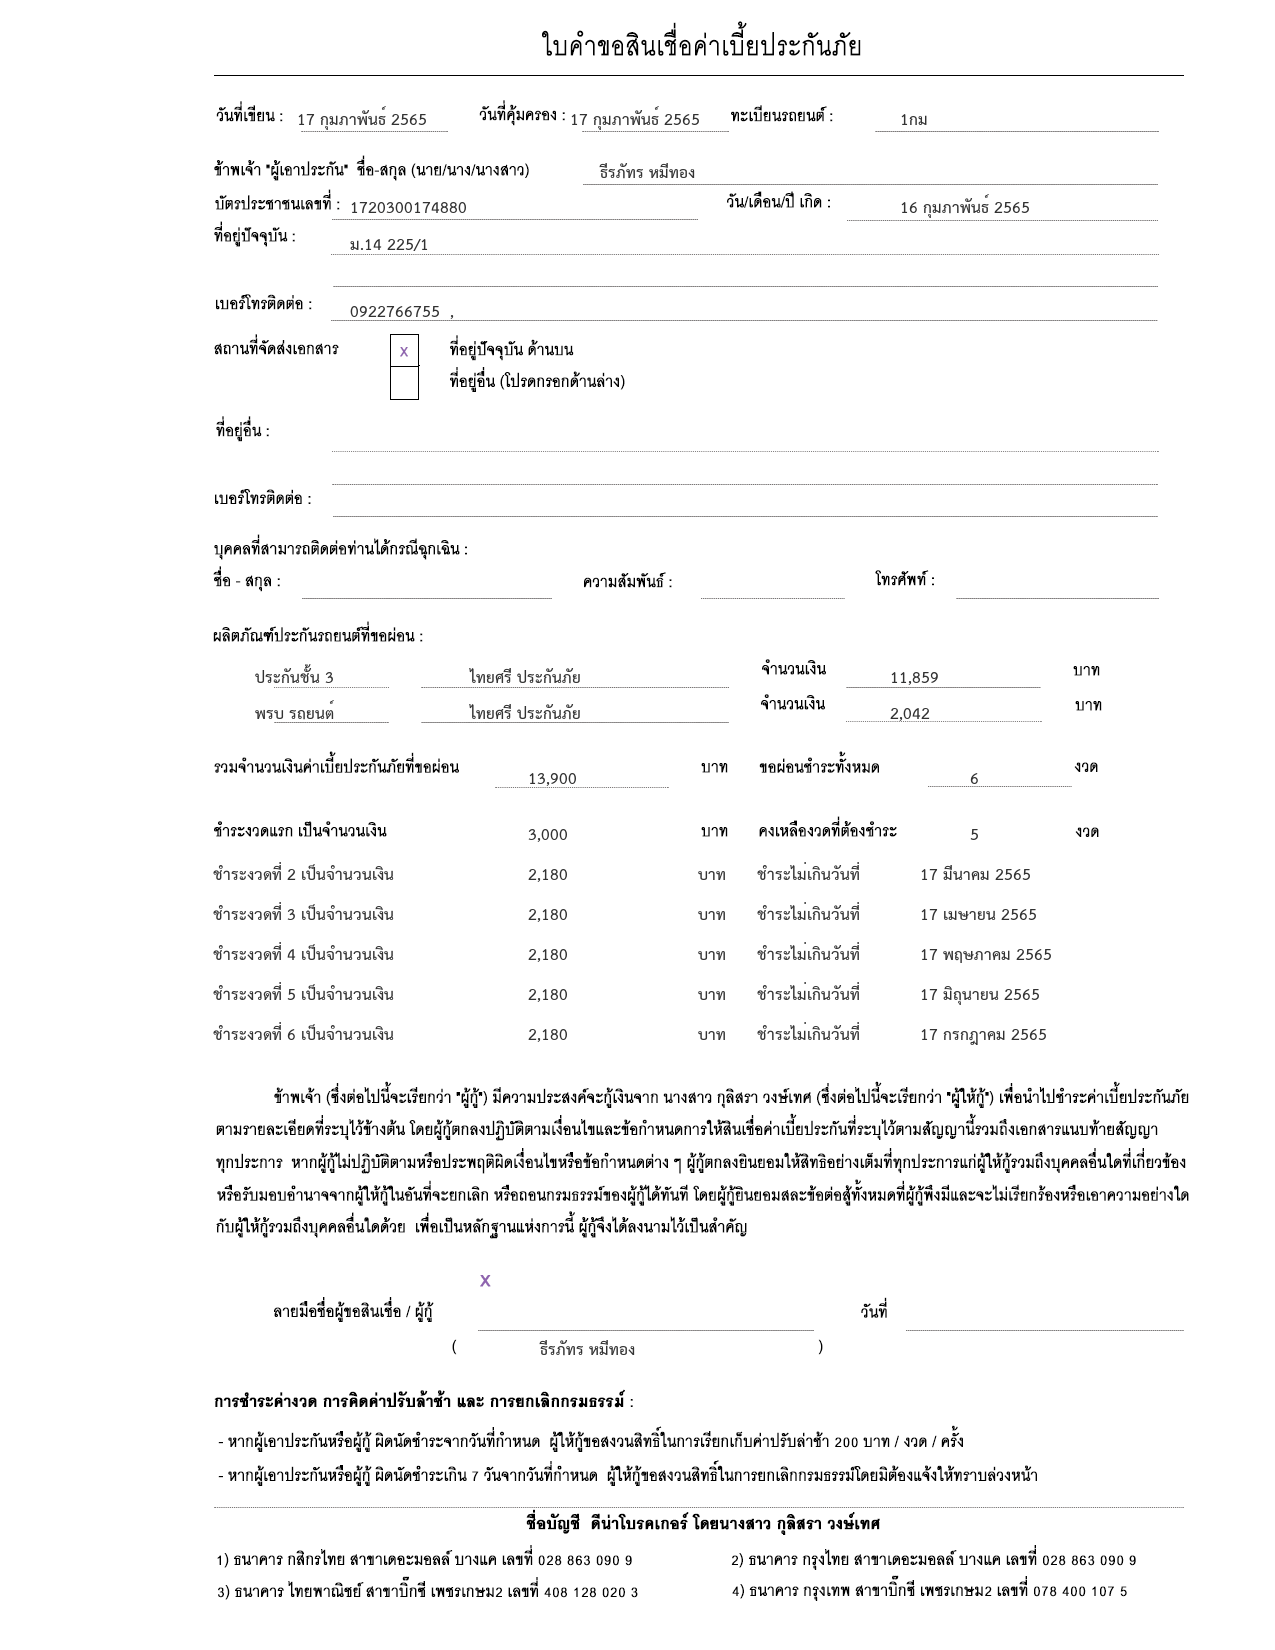 ใบคำขอสินเชื่อค่าเบี้ยประกันภัย
วันที่เขียน : 17 กุมภาพันธ์ 2565 วันที่คุ้มครอง : 17 กุมภาพันธ์ 2565 ทะเบียนรถยนต์ : 1กม
ข้าพเจ้า "ผู้เอาประกัน" ชื่อ-สกุล (นาย/นาง/นางสาว) ธีรภัทร หมีทอง
บัตรประชาชนเลขที่ : 1720300174880 วัน/เดือน/ปี เกิด : 16 กุมภาพันธ์ 2565
ที่อยู่ปัจจุบัน : ม.14 225/1
เบอร์โทรติดต่อ : 0922766755 ,
สถานที่จัดส่งเอกสาร x ที่อยู่ปัจจุบัน ด้านบน
ที่อยู่อื่น (โปรดกรอกด้านล่าง)
ที่อยู่อื่น :
เบอร์โทรติดต่อ :
บุคคลที่สามารถติดต่อท่านได้กรณีฉุกเฉิน :
ชื่อ - สกุล : ความสัมพันธ์ : โทรศัพท์ :
ผลิตภัณฑ์ประกันรถยนต์ที่ขอผ่อน :
ประกันชั้น 3 ไทยศรี ประกันภัย จำนวนเงิน 11,859 บาท
พรบ รถยนต์ ไทยศรี ประกันภัย จำนวนเงิน 2,042 บาท
รวมจำนวนเงินค่าเบี้ยประกันภัยที่ขอผ่อน 13,900 บาท ขอผ่อนชำระทั้งหมด 6 งวด
ชำระงวดแรก เป็นจำนวนเงิน 3,000 บาท คงเหลืองวดที่ต้องชำระ 5 งวด
ชำระงวดที่ 2 เป็นจำนวนเงิน 2,180 บาท ชำระไม่เกินวันที่ 17 มีนาคม 2565
ชำระงวดที่ 3 เป็นจำนวนเงิน 2,180 บาท ชำระไม่เกินวันที่ 17 เมษายน 2565
ชำระงวดที่ 4 เป็นจำนวนเงิน 2,180 บาท ชำระไม่เกินวันที่ 17 พฤษภาคม 2565
ชำระงวดที่ 5 เป็นจำนวนเงิน 2,180 บาท ชำระไม่เกินวันที่ 17 มิถุนายน 2565
ชำระงวดที่ 6 เป็นจำนวนเงิน 2,180 บาท ชำระไม่เกินวันที่ 17 กรกฎาคม 2565
ข้าพเจ้า (ซึ่งต่อไปนี้จะเรียกว่า "ผู้กู้") มีความประสงค์จะกู้เงินจาก นางสาว กุลิสรา วงษ์เทศ (ซึ่งต่อไปนี้จะเรียกว่า "ผู้ให้กู้") เพื่อนำไปชำระค่าเบี้ยประกันภัย
ตามรายละเอียดที่ระบุไว้ข้างต้น โดยผู้กู้ตกลงปฏิบัติตามเงื่อนไขและข้อกำหนดการให้สินเชื่อค่าเบี้ยประกันที่ระบุไว้ตามสัญญานี้รวมถึงเอกสารแนบท้ายสัญญา
ทุกประการ หากผู้กู้ไม่ปฏิบัติตามหรือประพฤติผิดเงื่อนไขหรือข้อกำหนดต่าง ๆ ผู้กู้ตกลงยินยอมให้สิทธิอย่างเต็มที่ทุกประการแก่ผู้ให้กู้รวมถึงบุคคลอื่นใดที่เกี่ยวข้อง
หรือรับมอบอำนาจจากผู้ให้กู้ในอันที่จะยกเลิก หรือถอนกรมธรรม์ของผู้กู้ได้ทันที โดยผู้กู้ยินยอมสละข้อต่อสู้ทั้งหมดที่ผู้กู้พึงมีและจะไม่เรียกร้องหรือเอาความอย่างใด
กับผู้ให้กู้รวมถึงบุคคลอื่นใดด้วย เพื่อเป็นหลักฐานแห่งการนี้ ผู้กู้จึงได้ลงนามไว้เป็นสำคัญ
x
ลายมือชื่อผู้ขอสินเชื่อ / ผู้กู้ วันที่
( ธีรภัทร หมีทอง )
การชำระค่างวด การคิดค่าปรับล้าช้า และ การยกเลิกกรมธรรม์ :
- หากผู้เอาประกันหรือผู้กู้ ผิดนัดชำระจากวันที่กำหนด ผู้ให้กู้ขอสงวนสิทธิ์ในการเรียกเก็บค่าปรับล่าช้า 200 บาท / งวด / ครั้ง
- หากผู้เอาประกันหรือผู้กู้ ผิดนัดชำระเกิน 7 วันจากวันที่กำหนด ผู้ให้กู้ขอสงวนสิทธิ์ในการยกเลิกกรมธรรม์โดยมิต้องแจ้งให้ทราบล่วงหน้า
ชื่อบัญชี ดีน่าโบรคเกอร์ โดยนางสาว กุลิสรา วงษ์เทศ
1) ธนาคาร กสิกรไทย สาขาเดอะมอลล์ บางแค เลขที่ 028 863 090 9 2) ธนาคาร กรุงไทย สาขาเดอะมอลล์ บางแค เลขที่ 028 863 090 9
3) ธนาคาร ไทยพาณิชย์ สาขาบิ๊กซี เพชรเกษม2 เลขที่ 408 128 020 3 4) ธนาคาร กรุงเทพ สาขาบิ๊กซี เพชรเกษม2 เลขที่ 078 400 107 5